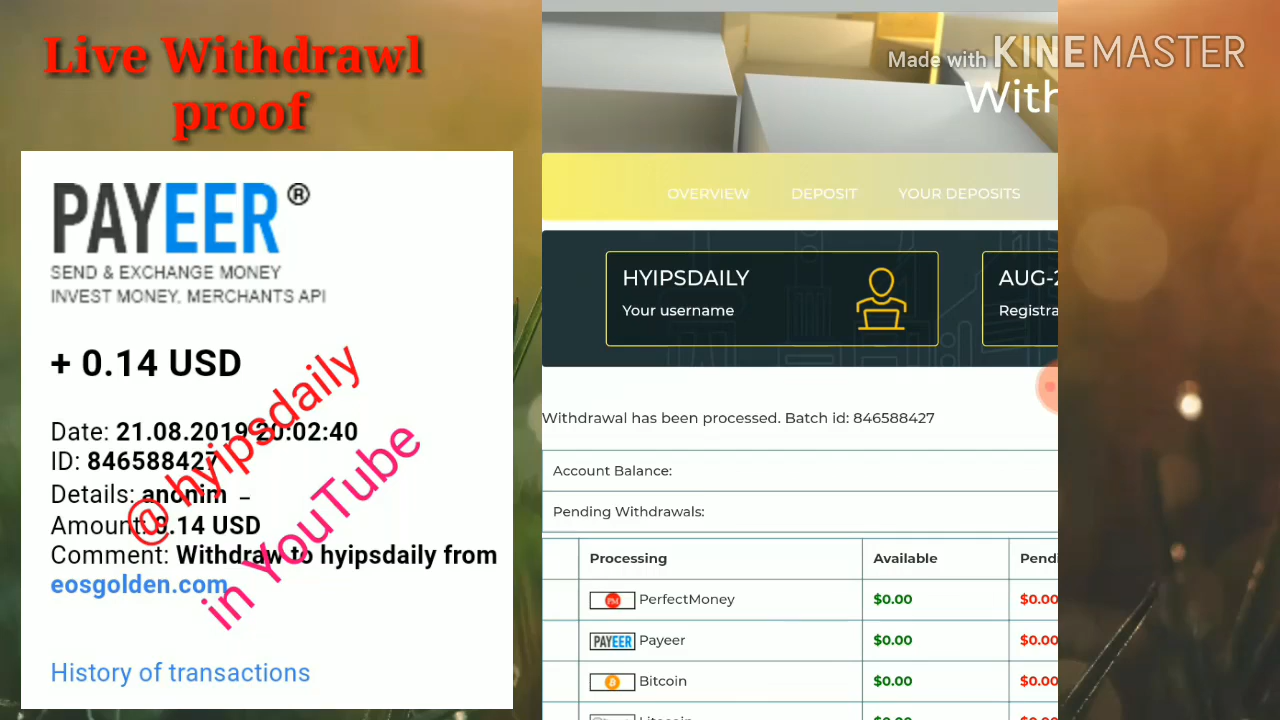 Live Withdrawl
proof
PAYEER ®
SEND & EXCHANGE MONEY
INVEST MONEY, MERCHANTS API
+ 0.14 USD
Date: 21.08.2019 20:02:40
ID: 846588427
Details: anonim –
Amount: 0.14 USD
Comment: Withdraw to hyipsdaily from
eosgolden.com
History of transactions
@ hyipsdaily
in YouTube
Made with KINEMASTER
With
OVERVIEW DEPOSIT YOUR DEPOSITS
HYIPSDAILY
Your username
AUG-2
Registra
Withdrawal has been processed. Batch id: 846588427
Account Balance:
Pending Withdrawals:
Processing Available Pendi
PM PerfectMoney $0.00 $0.00
PAYEER Payeer $0.00 $0.00
Bitcoin $0.00 $0.00